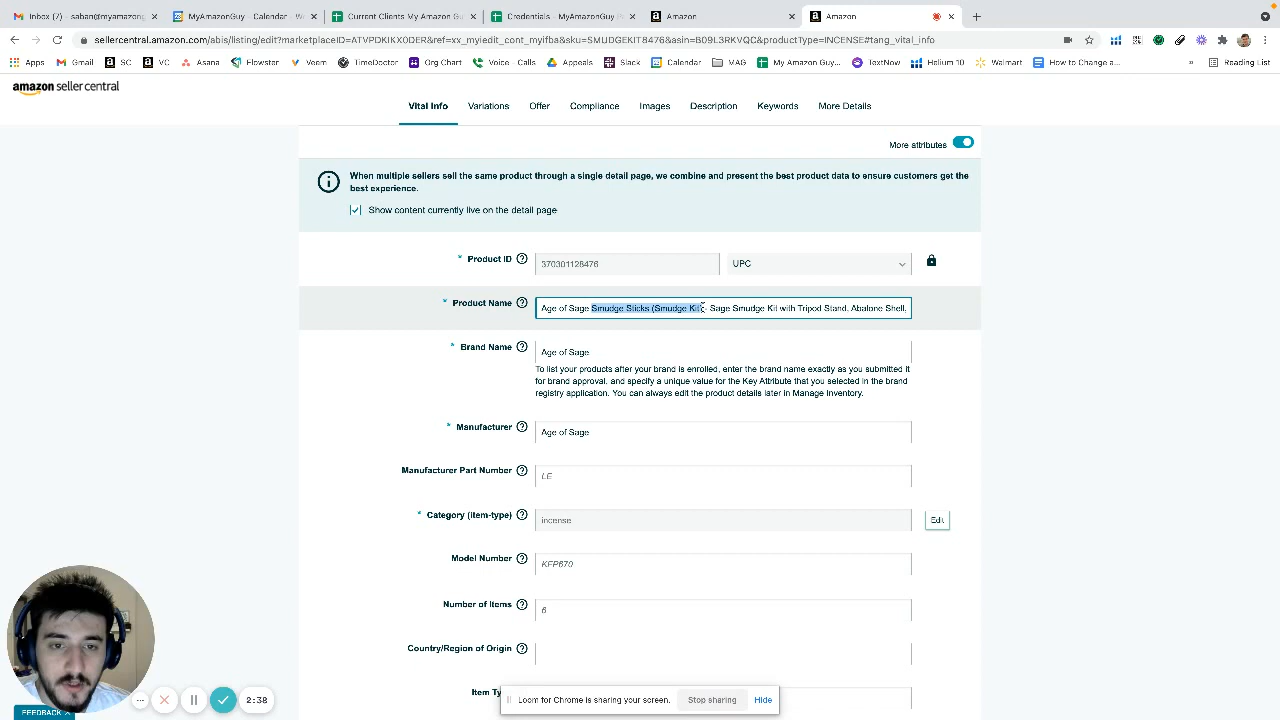 Inbox (7) - saban@myamazong
MyAmazonGuy - Calendar - W
Current Clients My Amazon Gu
Credentials - MyAmazonGuy P
Amazon
Amazon
sellercentral.amazon.com/abis/listing/edit?marketplaceID=ATVPDKIKX0DER&ref=xx_myiedit_cont_myifba&sku=SMUDGEKIT8476&asin=B09L3RKVQC&productType=INCENSE#tang_vital_info
Apps
Gmail
SC
VC
Asana
Flowster
Veem
TimeDoctor
Org Chart
Voice - Calls
Appeals
Slack
Calendar
MAG
My Amazon Guy...
TextNow
Helium 10
Walmart
How to Change a...
»
Reading List
amazon seller central
Vital Info
Variations
Offer
Compliance
Images
Description
Keywords
More Details
More attributes
When multiple sellers sell the same product through a single detail page, we combine and present the best product data to ensure customers get the
best experience.
Show content currently live on the detail page
* Product ID
370301128476
UPC
* Product Name
Age of Sage Smudge Sticks (Smudge Kit)- Sage Smudge Kit with Tripod Stand, Abalone Shell,
* Brand Name
Age of Sage
To list your products after your brand is enrolled, enter the brand name exactly as you submitted it
for brand approval, and specify a unique value for the Key Attribute that you selected in the brand
registry application. You can always edit the product details later in Manage Inventory.
* Manufacturer
Age of Sage
Manufacturer Part Number
LE
* Category (item-type)
incense
Edit
Model Number
KFP670
Number of Items
6
Country/Region of Origin
Item Ty
Loom for Chrome is sharing your screen.
Stop sharing
Hide
2:38
FEEDBACK